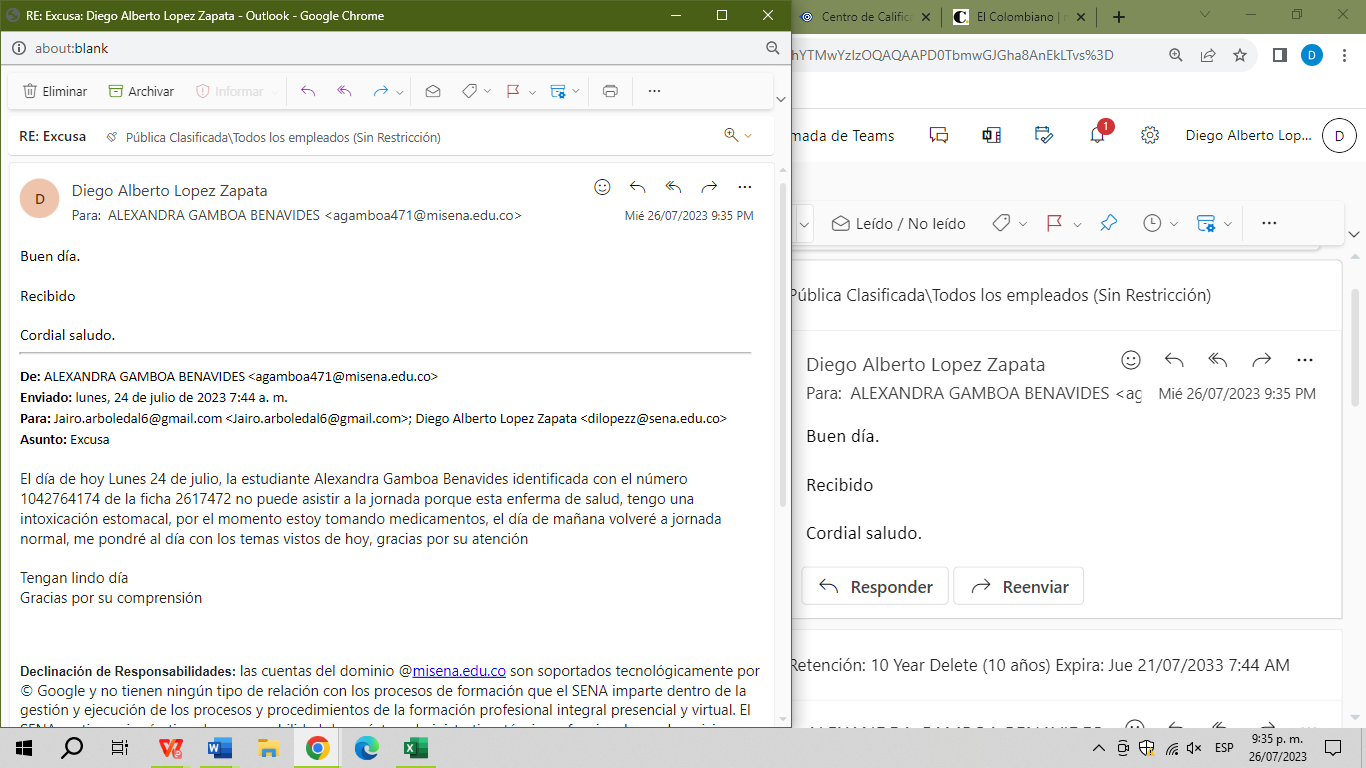 RE: Excusa: Diego Alberto Lopez Zapata - Outlook - Google Chrome
about:blank
Eliminar
Archivar
Informar
RE: Excusa
Pública Clasificada\Todos los empleados (Sin Restricción)
D
Diego Alberto Lopez Zapata
Para: ALEXANDRA GAMBOA BENAVIDES <agamboa471@misena.edu.co>
Mié 26/07/2023 9:35 PM
Buen día.
Recibido
Cordial saludo.
De: ALEXANDRA GAMBOA BENAVIDES <agamboa471@misena.edu.co>
Enviado: lunes, 24 de julio de 2023 7:44 a. m.
Para: Jairo.arboledal6@gmail.com <Jairo.arboledal6@gmail.com>; Diego Alberto Lopez Zapata <dilopezz@sena.edu.co>
Asunto: Excusa
El día de hoy Lunes 24 de julio, la estudiante Alexandra Gamboa Benavides identificada con el número
1042764174 de la ficha 2617472 no puede asistir a la jornada porque esta enferma de salud, tengo una
intoxicación estomacal, por el momento estoy tomando medicamentos, el día de mañana volveré a jornada
normal, me pondré al día con los temas vistos de hoy, gracias por su atención
Tengan lindo día
Gracias por su comprensión
Declinación de Responsabilidades: las cuentas del dominio @misena.edu.co son soportados tecnológicamente por
© Google y no tienen ningún tipo de relación con los procesos de formación que el SENA imparte dentro de la
gestión y ejecución de los procesos y procedimientos de la formación profesional integral presencial y virtual. El
Centro de Califica
El Colombiano |
hYTMwYzIzOQAQAAPD0TbmwGJGha8AnEkLTvs%3D
D
mada de Teams
1
Diego Alberto Lop...
D
Leído / No leído
Pública Clasificada\Todos los empleados (Sin Restricción)
Diego Alberto Lopez Zapata
Para: ALEXANDRA GAMBOA BENAVIDES <ag
Mié 26/07/2023 9:35 PM
Buen día.
Recibido
Cordial saludo.
Responder
Reenviar
Retención: 10 Year Delete (10 años) Expira: Jue 21/07/2033 7:44 AM
ESP
9:35 p. m.
26/07/2023